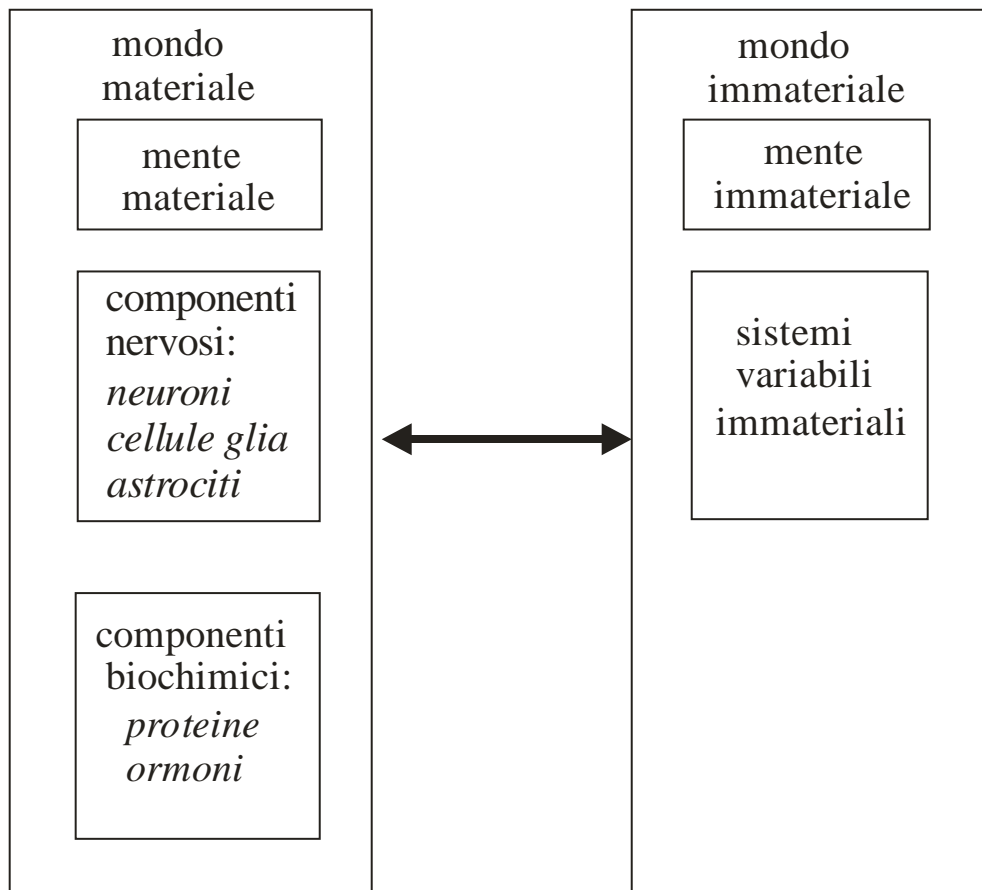 mondo
materiale
mente
materiale
componenti
nervosi:
neuroni
cellule glia
astrociti
componenti
biochimici:
proteine
ormoni
mondo
immateriale
mente
immateriale
sistemi
variabili
immateriali